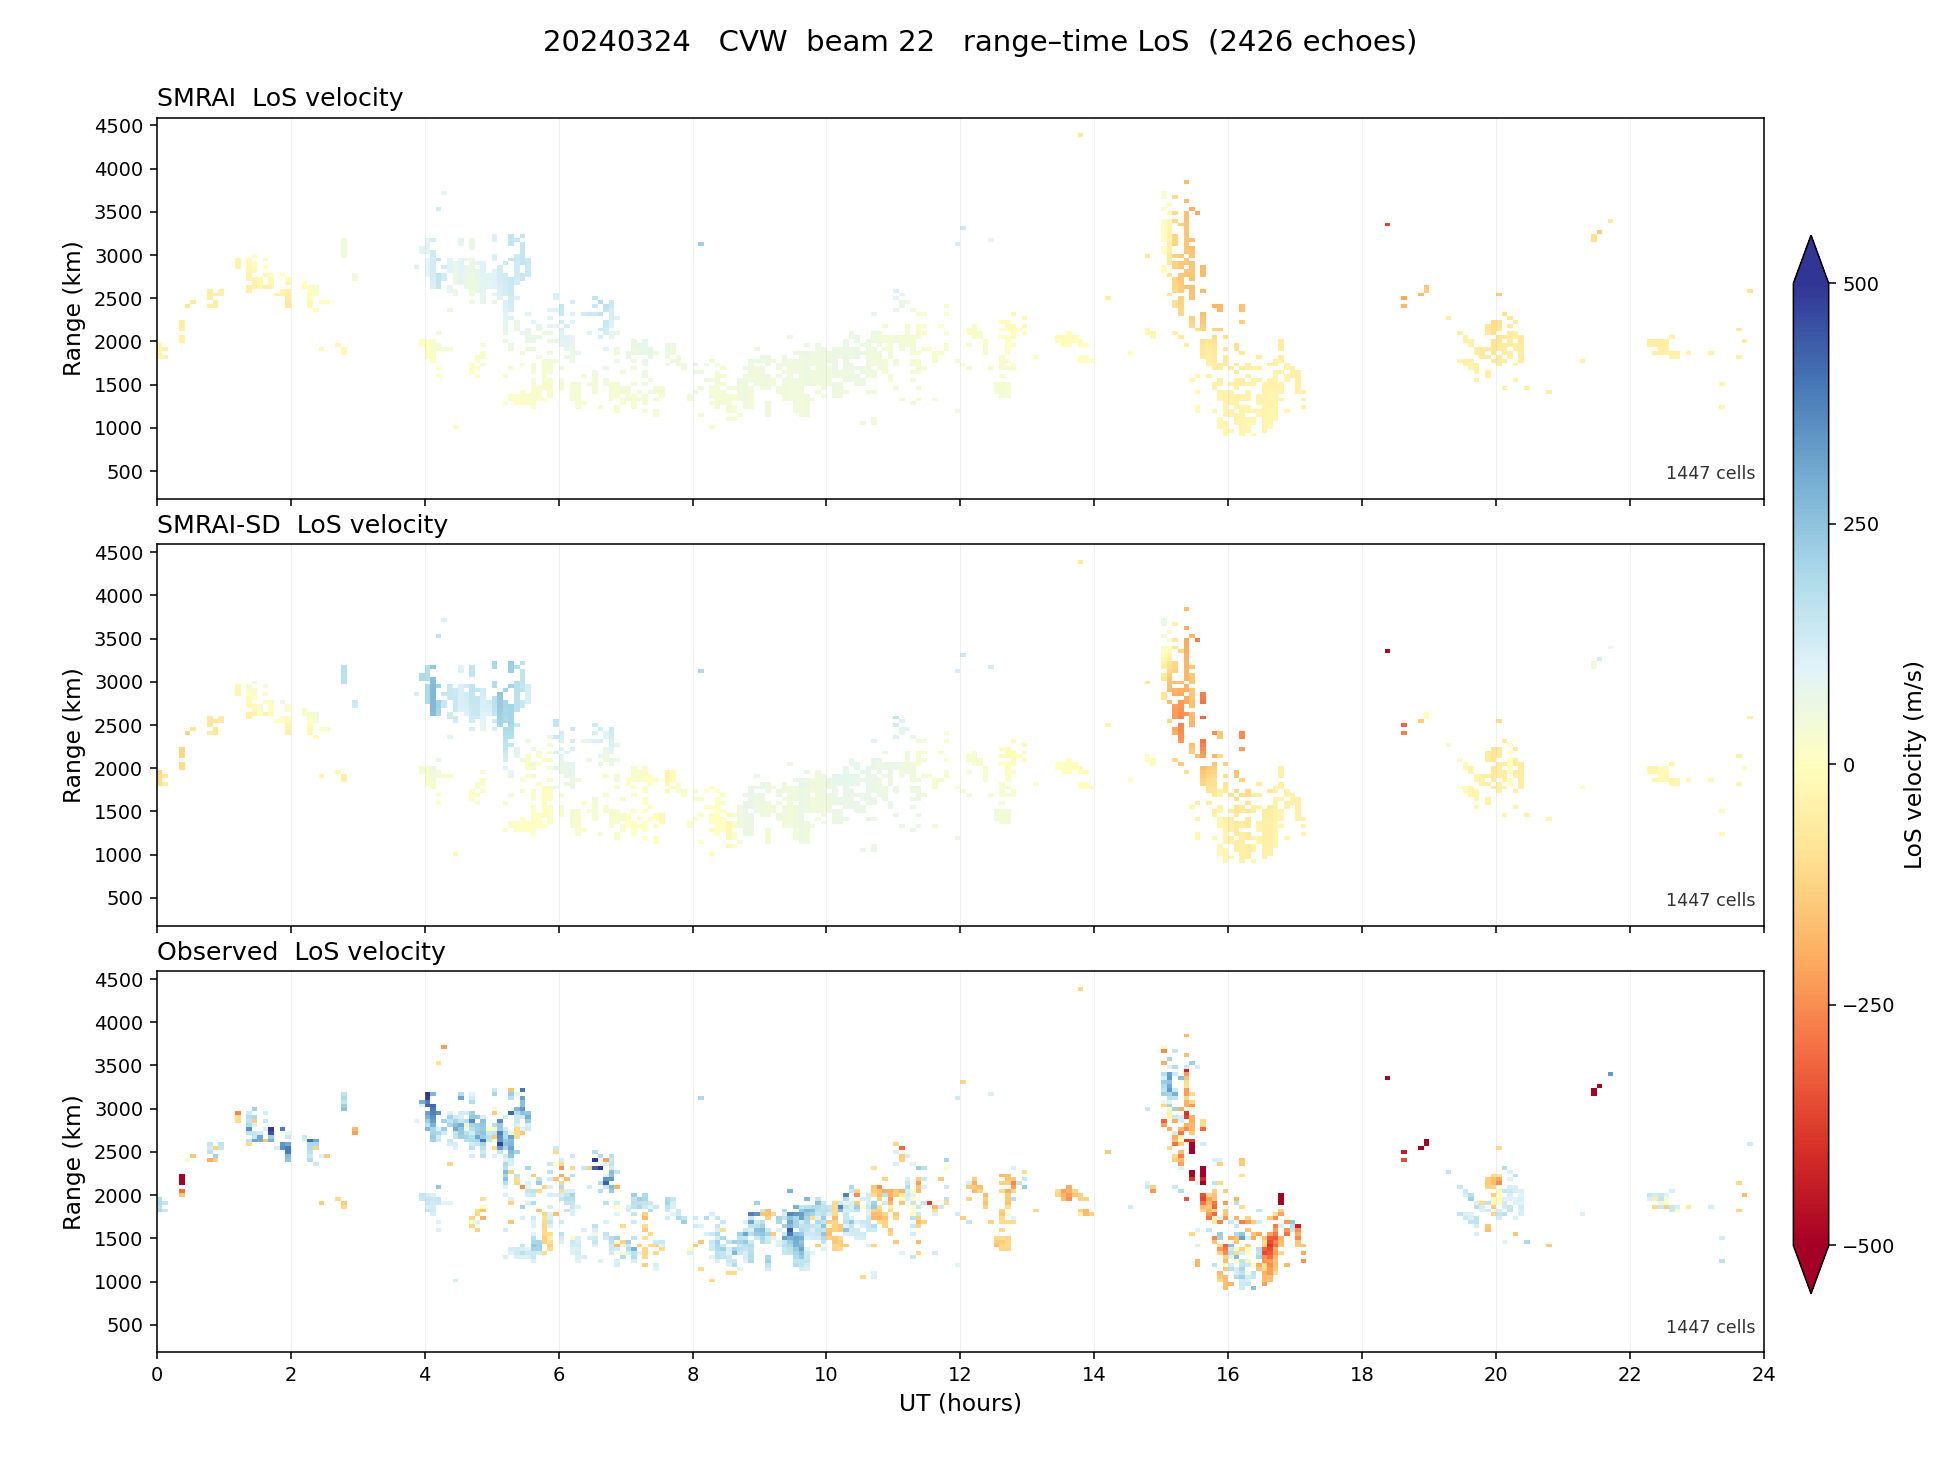 20240324   CVW  beam 22   range–time LoS  (2426 echoes)
SMRAI  LoS velocity
4500
4000
3500
3000
2500
2000
1500
1000
500
Range (km)
1447 cells
SMRAI-SD  LoS velocity
4500
4000
3500
3000
2500
2000
1500
1000
500
Range (km)
1447 cells
Observed  LoS velocity
4500
4000
3500
3000
2500
2000
1500
1000
500
Range (km)
1447 cells
0 2 4 6 8 10 12 14 16 18 20 22 24
UT (hours)
500
250
0
−250
−500
LoS velocity (m/s)